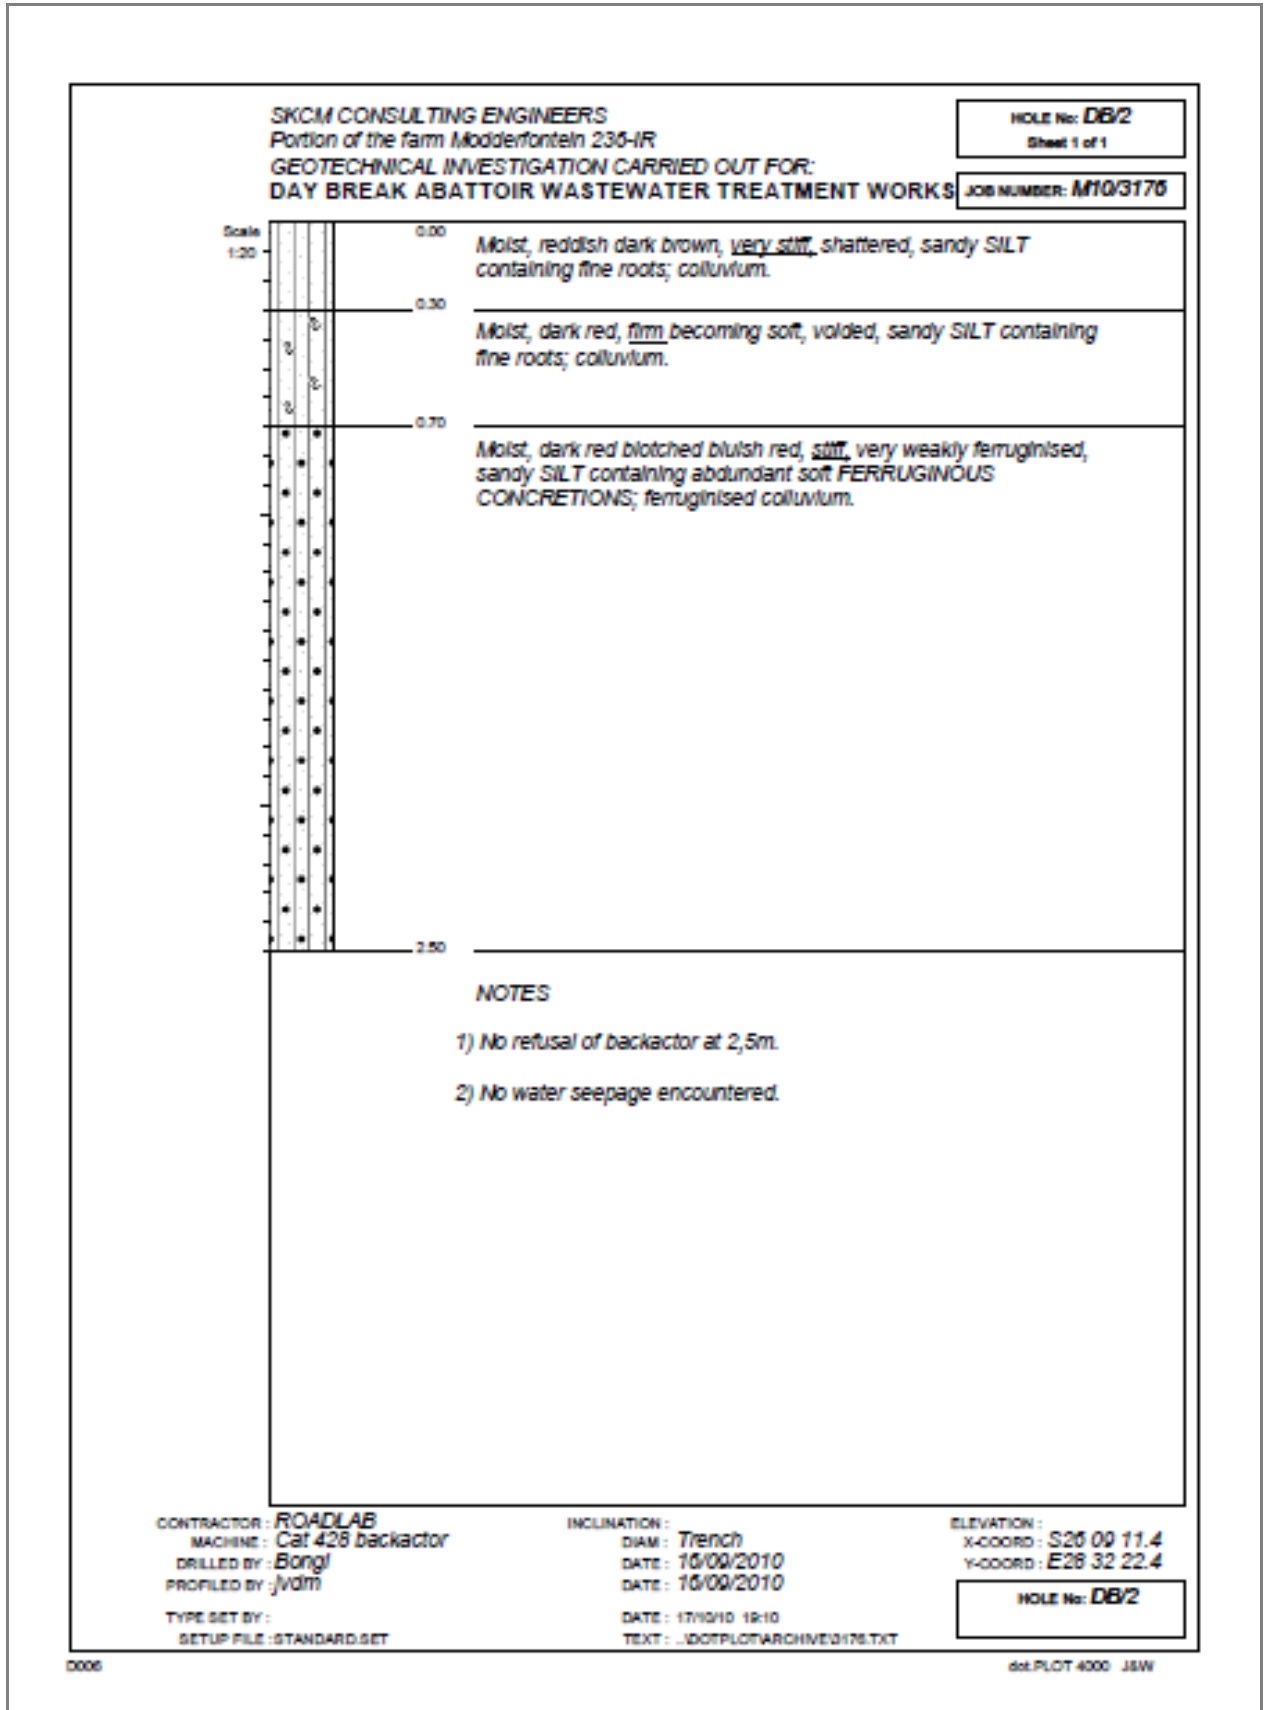 SKCM CONSULTING ENGINEERS
Portion of the farm Modderfontein 236-IR
GEOTECHNICAL INVESTIGATION CARRIED OUT FOR:
DAY BREAK ABATTOIR WASTEWATER TREATMENT WORKS
HOLE No: DB/2
Sheet 1 of 1
JOB NUMBER: M10/3176
Scale
1:20
0.00
Moist, reddish dark brown, very stiff, shattered, sandy SILT
containing fine roots; colluvium.
0.30
Moist, dark red, firm becoming soft, voided, sandy SILT containing
fine roots; colluvium.
0.70
Moist, dark red blotched bluish red, stiff, very weakly ferruginised,
sandy SILT containing abdundant soft FERRUGINOUS
CONCRETIONS; ferruginised colluvium.
2.50
NOTES
1) No refusal of backactor at 2,5m.
2) No water seepage encountered.
CONTRACTOR : ROADLAB
MACHINE : Cat 428 backactor
DRILLED BY : Bongi
PROFILED BY : jvdm
TYPE SET BY :
SETUP FILE : STANDARD.SET
INCLINATION :
DIAM : Trench
DATE : 16/09/2010
DATE : 16/09/2010
DATE : 17/10/10 19:10
TEXT : ..\DOTPLOT\ARCHIVE\3176.TXT
ELEVATION :
X-COORD : S26 09 11.4
Y-COORD : E28 32 22.4
HOLE No: DB/2
D006
dot.PLOT 4000 J&W